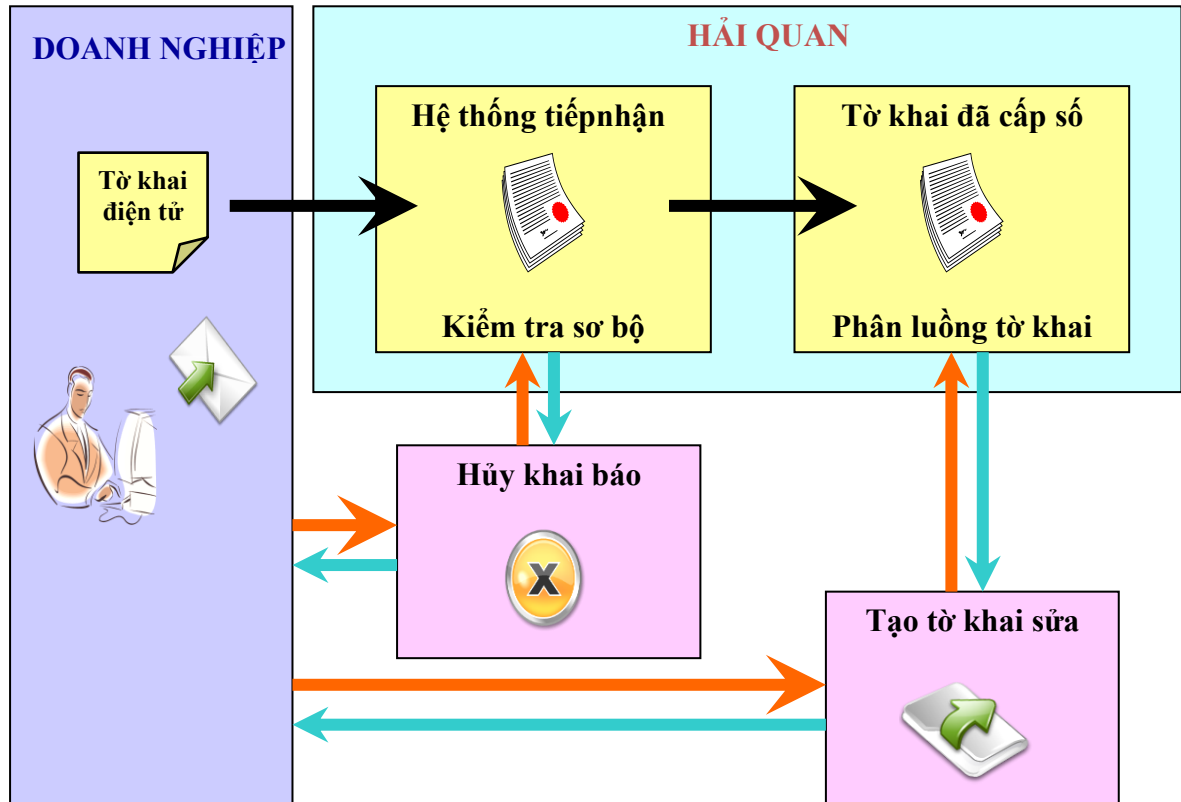 DOANH NGHIỆP
HẢI QUAN
Tờ khai
điện tử
Hệ thống tiếpnhận
Kiểm tra sơ bộ
Tờ khai đã cấp số
Phân luồng tờ khai
Hủy khai báo
X
Tạo tờ khai sửa